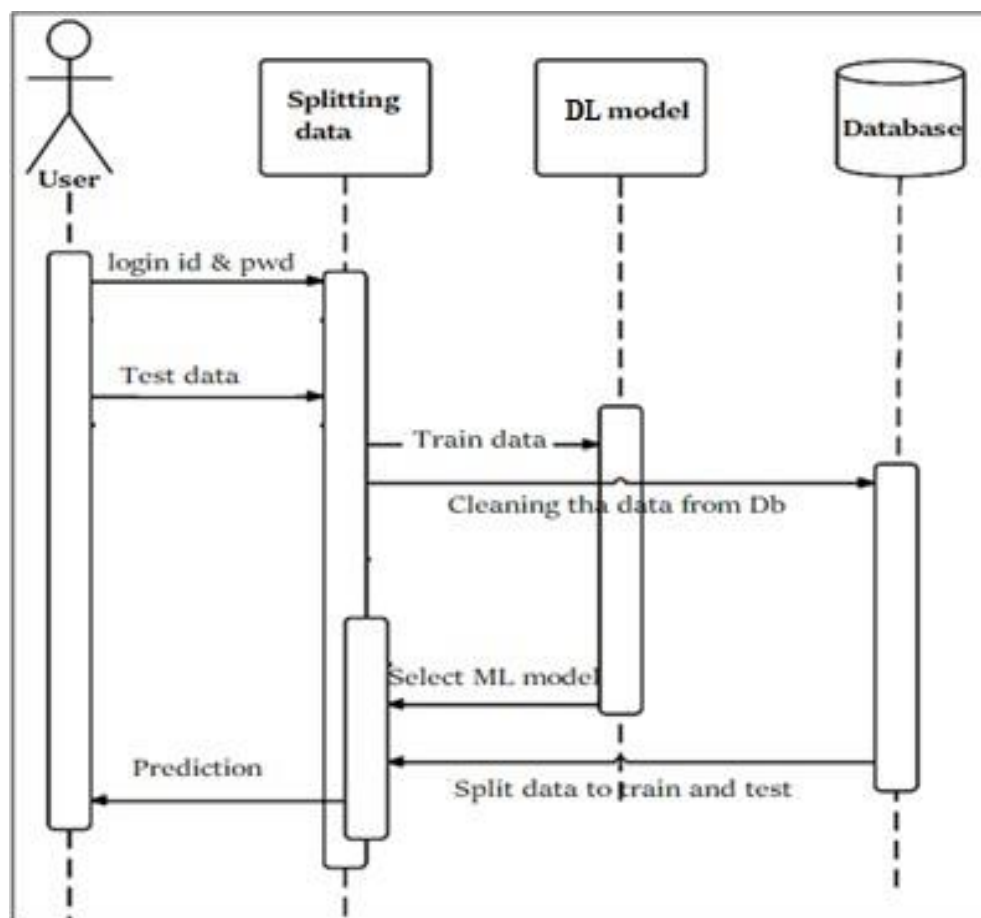 Splitting
data
DL model
Database
User
login id & pwd
Test data
Train data
Cleaning tha data from Db
Select ML model
Prediction
Split data to train and test